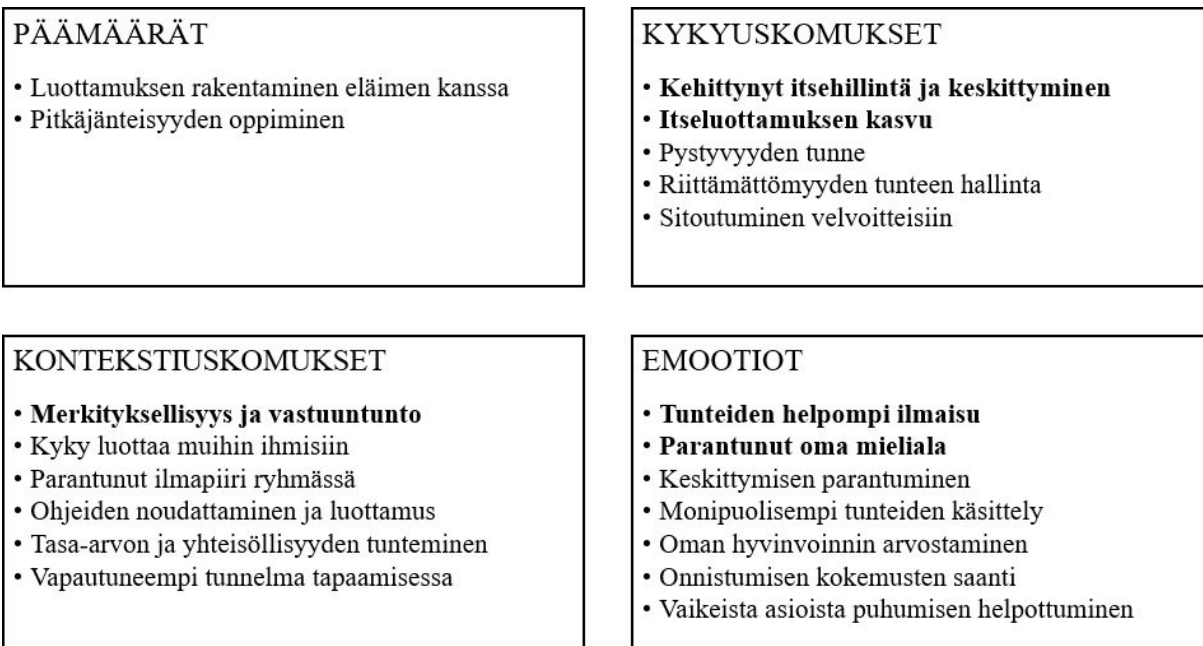 PÄÄMÄÄRÄT
• Luottamuksen rakentaminen eläimen kanssa
• Pitkäjänteisyyden oppiminen
KYKYUSKOMUKSET
• Kehittynyt itsehillintä ja keskittyminen
• Itseluottamuksen kasvu
• Pystyvyyden tunne
• Riittämättömyyden tunteen hallinta
• Sitoutuminen velvoitteisiin
KONTEKSTIUSKOMUKSET
• Merkityksellisyys ja vastuuntunto
• Kyky luottaa muihin ihmisiin
• Parantunut ilmapiiri ryhmässä
• Ohjeiden noudattaminen ja luottamus
• Tasa-arvon ja yhteisöllisyyden tunteminen
• Vapautuneempi tunnelma tapaamisessa
EMOOTIOT
• Tunteiden helpompi ilmaisu
• Parantunut oma mieliala
• Keskittymisen parantuminen
• Monipuolisempi tunteiden käsittely
• Oman hyvinvoinnin arvostaminen
• Onnistumisen kokemusten saanti
• Vaikeista asioista puhumisen helpottuminen